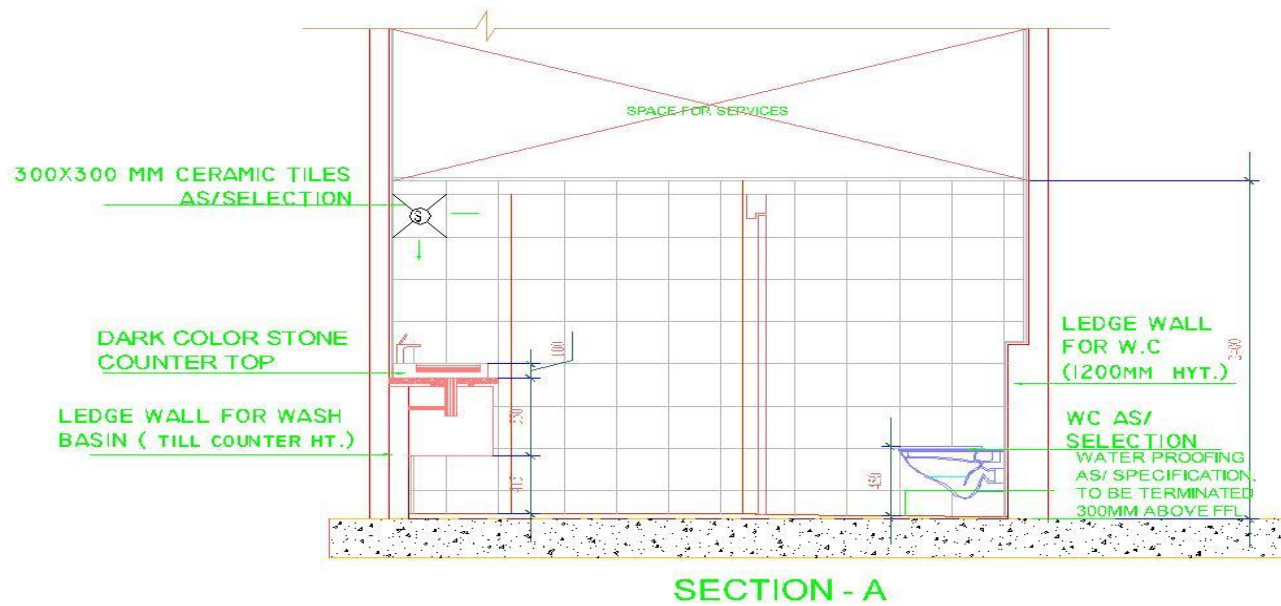 SPACE FOR SERVICES
300X300 MM CERAMIC TILES
AS/SELECTION
S
DARK COLOR STONE
COUNTER TOP
100
LEDGE WALL FOR WASH
BASIN ( TILL COUNTER HT.)
LEDGE WALL
FOR W.C
(1200MM HYT.)
WC AS/
SELECTION
WATER PROOFING
AS/ SPECIFICATION,
TO BE TERMINATED
300MM ABOVE FFL
SECTION - A